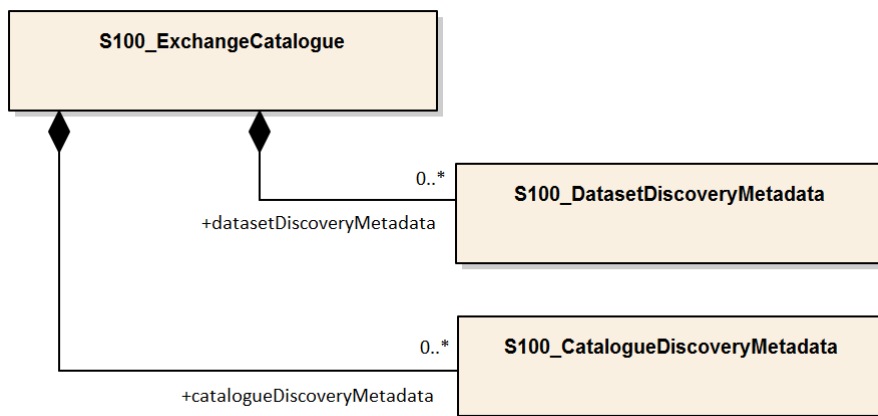 S100_ExchangeCatalogue
0..*
S100_DatasetDiscoveryMetadata
+datasetDiscoveryMetadata
0..*
S100_CatalogueDiscoveryMetadata
+catalogueDiscoveryMetadata